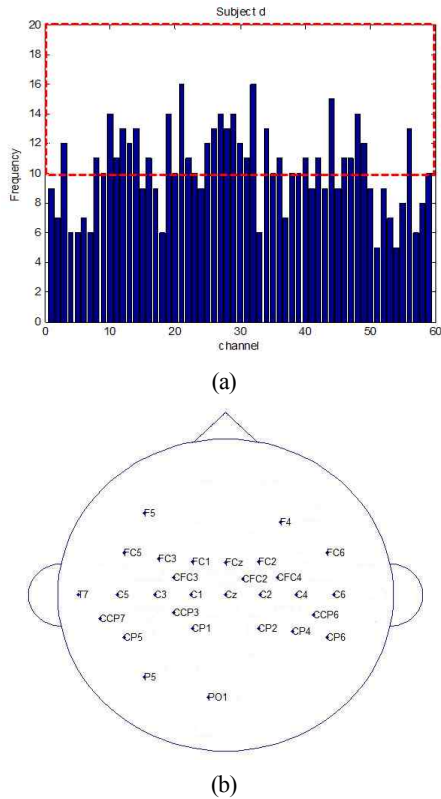 Subject d
20
18
16
14
12
10
8
6
4
2
0
Frequency
0 10 20 30 40 50 60
channel
(a)
F5
F4
FC5 FC3 FC1 FCz FC2 FC6
CFC3 CFC2 CFC4
T7 C5 C3 C1 Cz C2 C4 C6
CCP7 CCP3 CCP6
CP5 CP1 CP2 CP4 CP6
P5
PO1
(b)